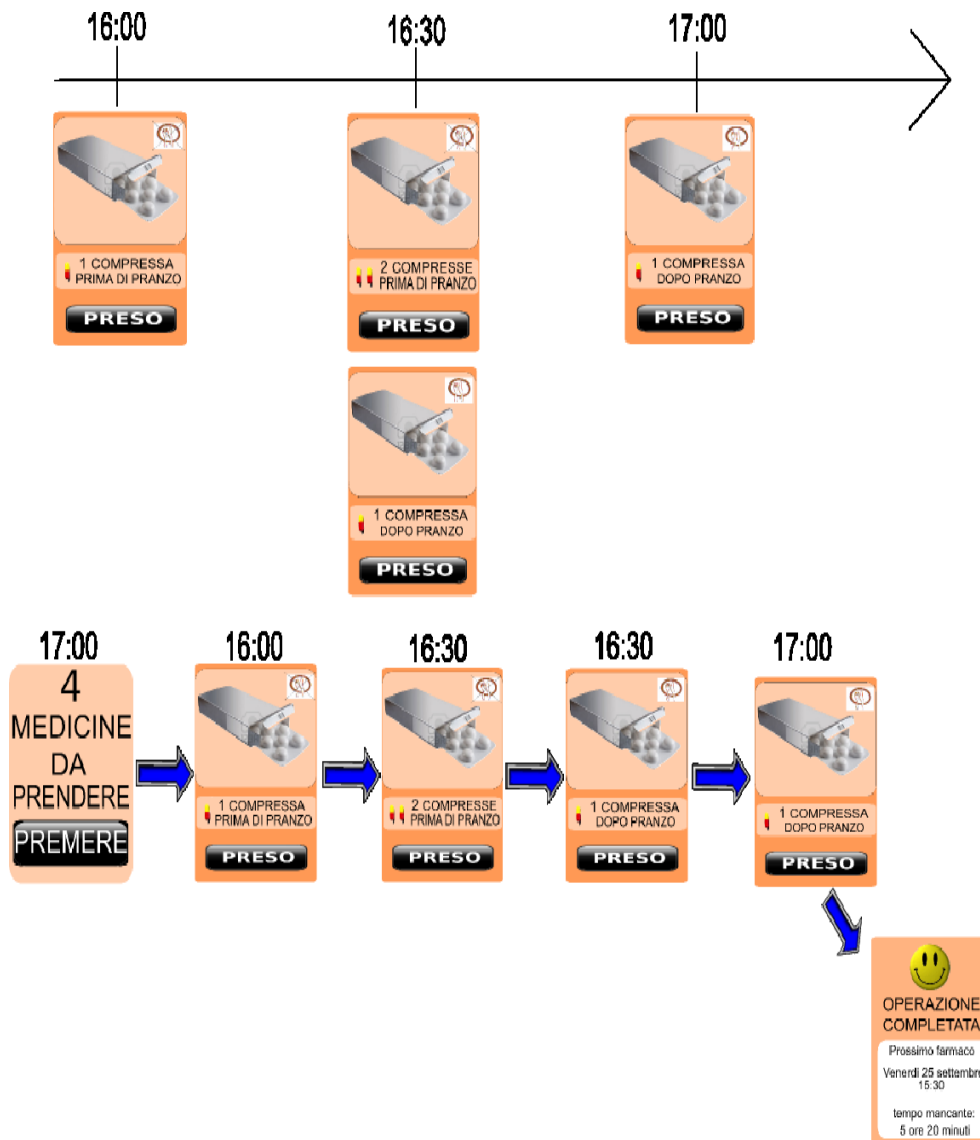 16:00
16:30
17:00
1 COMPRESSA
PRIMA DI PRANZO
PRESO
2 COMPRESSE
PRIMA DI PRANZO
PRESO
1 COMPRESSA
DOPO PRANZO
PRESO
1 COMPRESSA
DOPO PRANZO
PRESO
17:00
4
MEDICINE
DA
PRENDERE
PREMERE
16:00
1 COMPRESSA
PRIMA DI PRANZO
PRESO
16:30
2 COMPRESSE
PRIMA DI PRANZO
PRESO
16:30
1 COMPRESSA
DOPO PRANZO
PRESO
17:00
1 COMPRESSA
DOPO PRANZO
PRESO
OPERAZIONE
COMPLETATA
Prossimo farmaco
Venerdi 25 settembre
15:30
tempo mancante:
5 ore 20 minuti